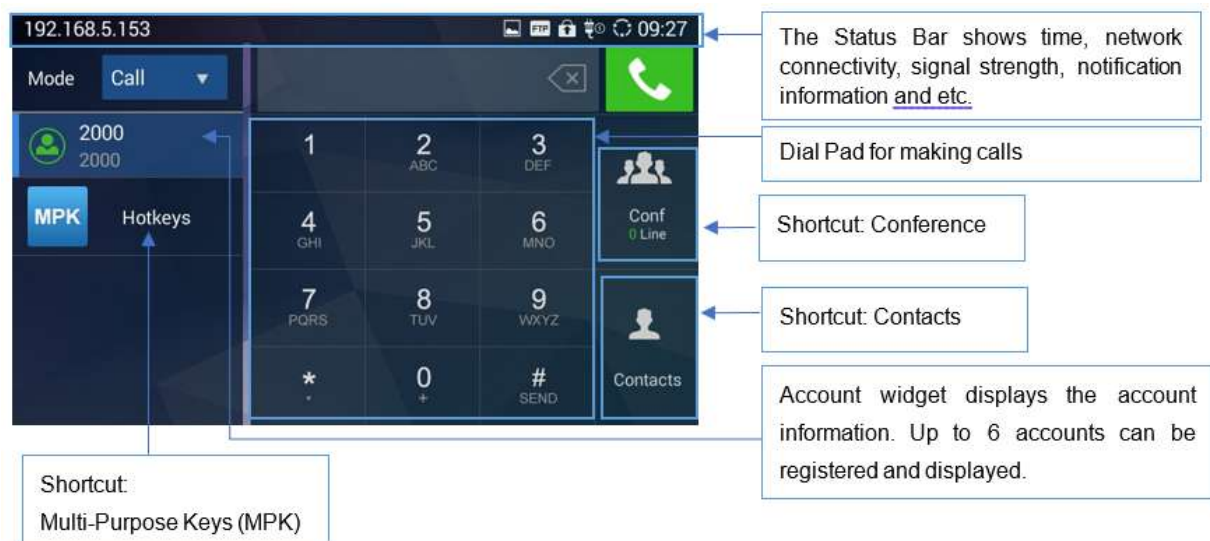 192.168.5.153
FTP
09:27
Mode Call
2000
2000
MPK Hotkeys
1
2 ABC
3 DEF
4 GHI
5 JKL
6 MNO
7 PQRS
8 TUV
9 WXYZ
*
0 +
# SEND
Conf
0 Line
Contacts
The Status Bar shows time, network
connectivity, signal strength, notification
information and etc.
Dial Pad for making calls
Shortcut: Conference
Shortcut: Contacts
Account widget displays the account
information. Up to 6 accounts can be
registered and displayed.
Shortcut:
Multi-Purpose Keys (MPK)